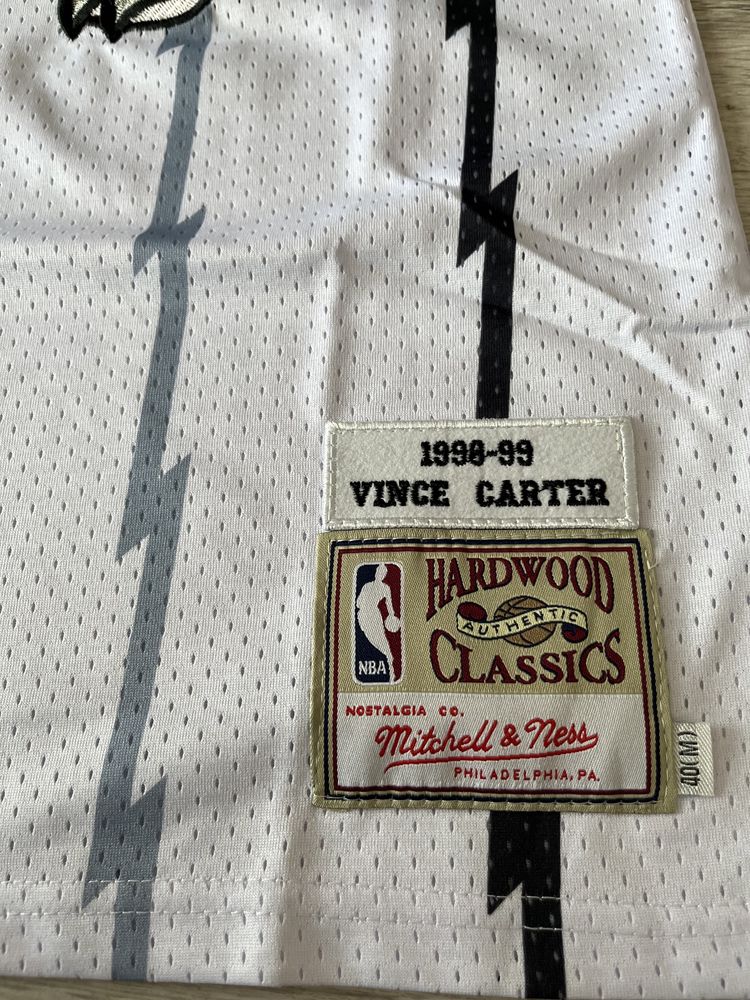 1998-99
VINCE CARTER
HARDWOOD
AUTHENTIC
CLASSICS
NBA
NOSTALGIA CO.
Mitchell & Ness
PHILADELPHIA, PA.
40(M)